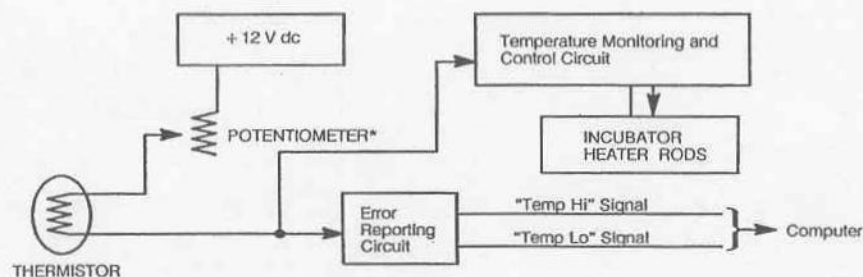 + 12 V dc
Temperature Monitoring and
Control Circuit
POTENTIOMETER*
INCUBATOR
HEATER RODS
THERMISTOR
Error
Reporting
Circuit
"Temp Hi" Signal
"Temp Lo" Signal
Computer